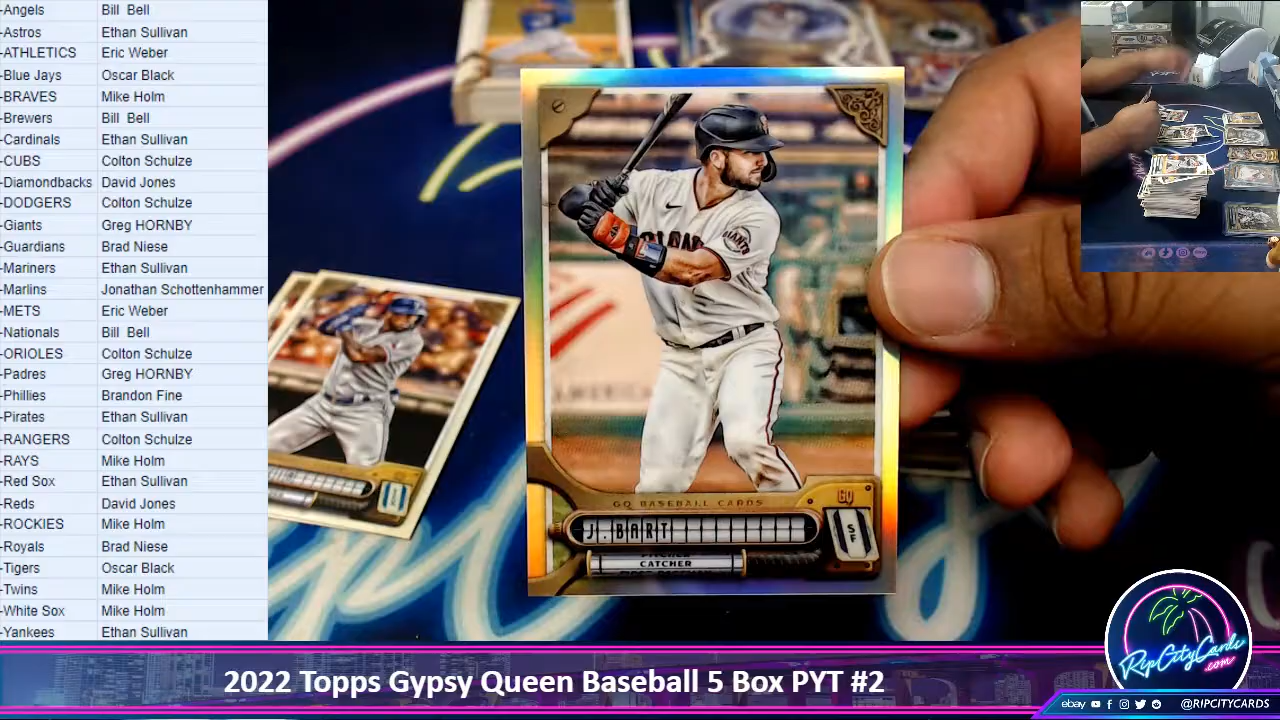 -Angels Bill Bell
-Astros Ethan Sullivan
-ATHLETICS Eric Weber
-Blue Jays Oscar Black
-BRAVES Mike Holm
-Brewers Bill Bell
-Cardinals Ethan Sullivan
-CUBS Colton Schulze
-Diamondbacks David Jones
-DODGERS Colton Schulze
-Giants Greg HORNBY
-Guardians Brad Niese
-Mariners Ethan Sullivan
-Marlins Jonathan Schottenhammer
-METS Eric Weber
-Nationals Bill Bell
-ORIOLES Colton Schulze
-Padres Greg HORNBY
-Phillies Brandon Fine
-Pirates Ethan Sullivan
-RANGERS Colton Schulze
-RAYS Mike Holm
-Red Sox Ethan Sullivan
-Reds David Jones
-ROCKIES Mike Holm
-Royals Brad Niese
-Tigers Oscar Black
-Twins Mike Holm
-White Sox Mike Holm
-Yankees Ethan Sullivan
GIANTS
GQ BASEBALL CARDS
GQ
J. BART
SF
CATCHER
RipCityCards
.com
2022 Topps Gypsy Queen Baseball 5 Box PYT #2
ebay @RIPCITYCARDS